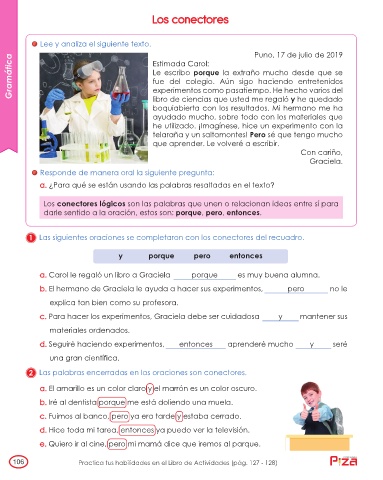 Los conectores
Gramática
Lee y analiza el siguiente texto.
Puno, 17 de julio de 2019
Estimada Carol:
Le escribo porque la extraño mucho desde que se
fue del colegio. Aún sigo haciendo entretenidos
experimentos como pasatiempo. He hecho varios del
libro de ciencias que usted me regaló y he quedado
boquiabierta con los resultados. Mi hermano me ha
ayudado mucho, sobre todo con los materiales que
he utilizado. ¡Imagínese, hice un experimento con la
telaraña y un saltamontes! Pero sé que tengo mucho
que aprender. Le volveré a escribir.
Con cariño,
Graciela.
Responde de manera oral la siguiente pregunta:
a. ¿Para qué se están usando las palabras resaltadas en el texto?
Los conectores lógicos son las palabras que unen o relacionan ideas entre sí para
darle sentido a la oración, estos son: porque, pero, entonces.
1 Las siguientes oraciones se completaron con los conectores del recuadro.
y porque pero entonces
a. Carol le regaló un libro a Graciela porque es muy buena alumna.
b. El hermano de Graciela le ayuda a hacer sus experimentos, pero no le
explica tan bien como su profesora.
c. Para hacer los experimentos, Graciela debe ser cuidadosa y mantener sus
materiales ordenados.
d. Seguiré haciendo experimentos, entonces aprenderé mucho y seré
una gran científica.
2 Las palabras encerradas en las oraciones son conectores.
a. El amarillo es un color claro y el marrón es un color oscuro.
b. Iré al dentista porque me está doliendo una muela.
c. Fuimos al banco, pero ya era tarde y estaba cerrado.
d. Hice toda mi tarea, entonces ya puedo ver la televisión.
e. Quiero ir al cine, pero mi mamá dice que iremos al parque.
106
Practica tus habilidades en el Libro de Actividades (pág. 127 - 128)
Piza